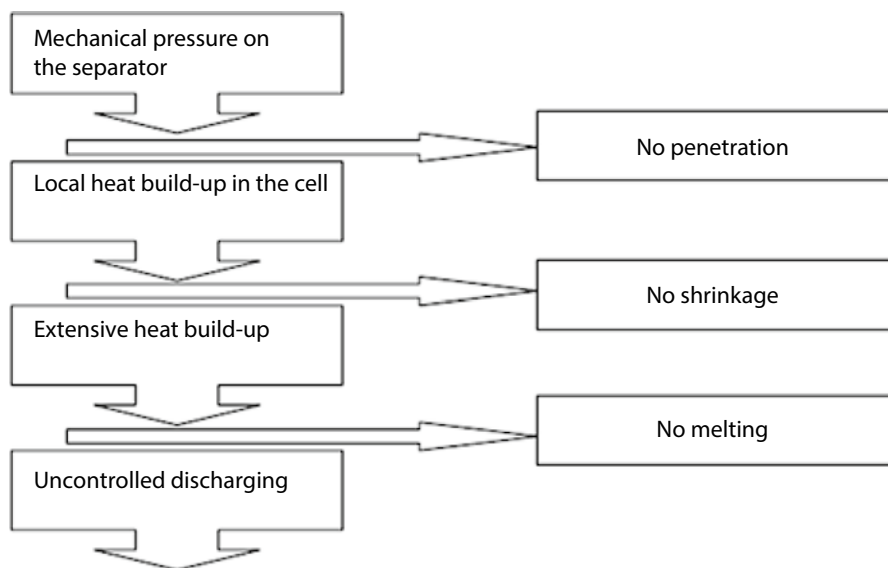 Mechanical pressure on
the separator
No penetration
Local heat build-up in the cell
No shrinkage
Extensive heat build-up
No melting
Uncontrolled discharging